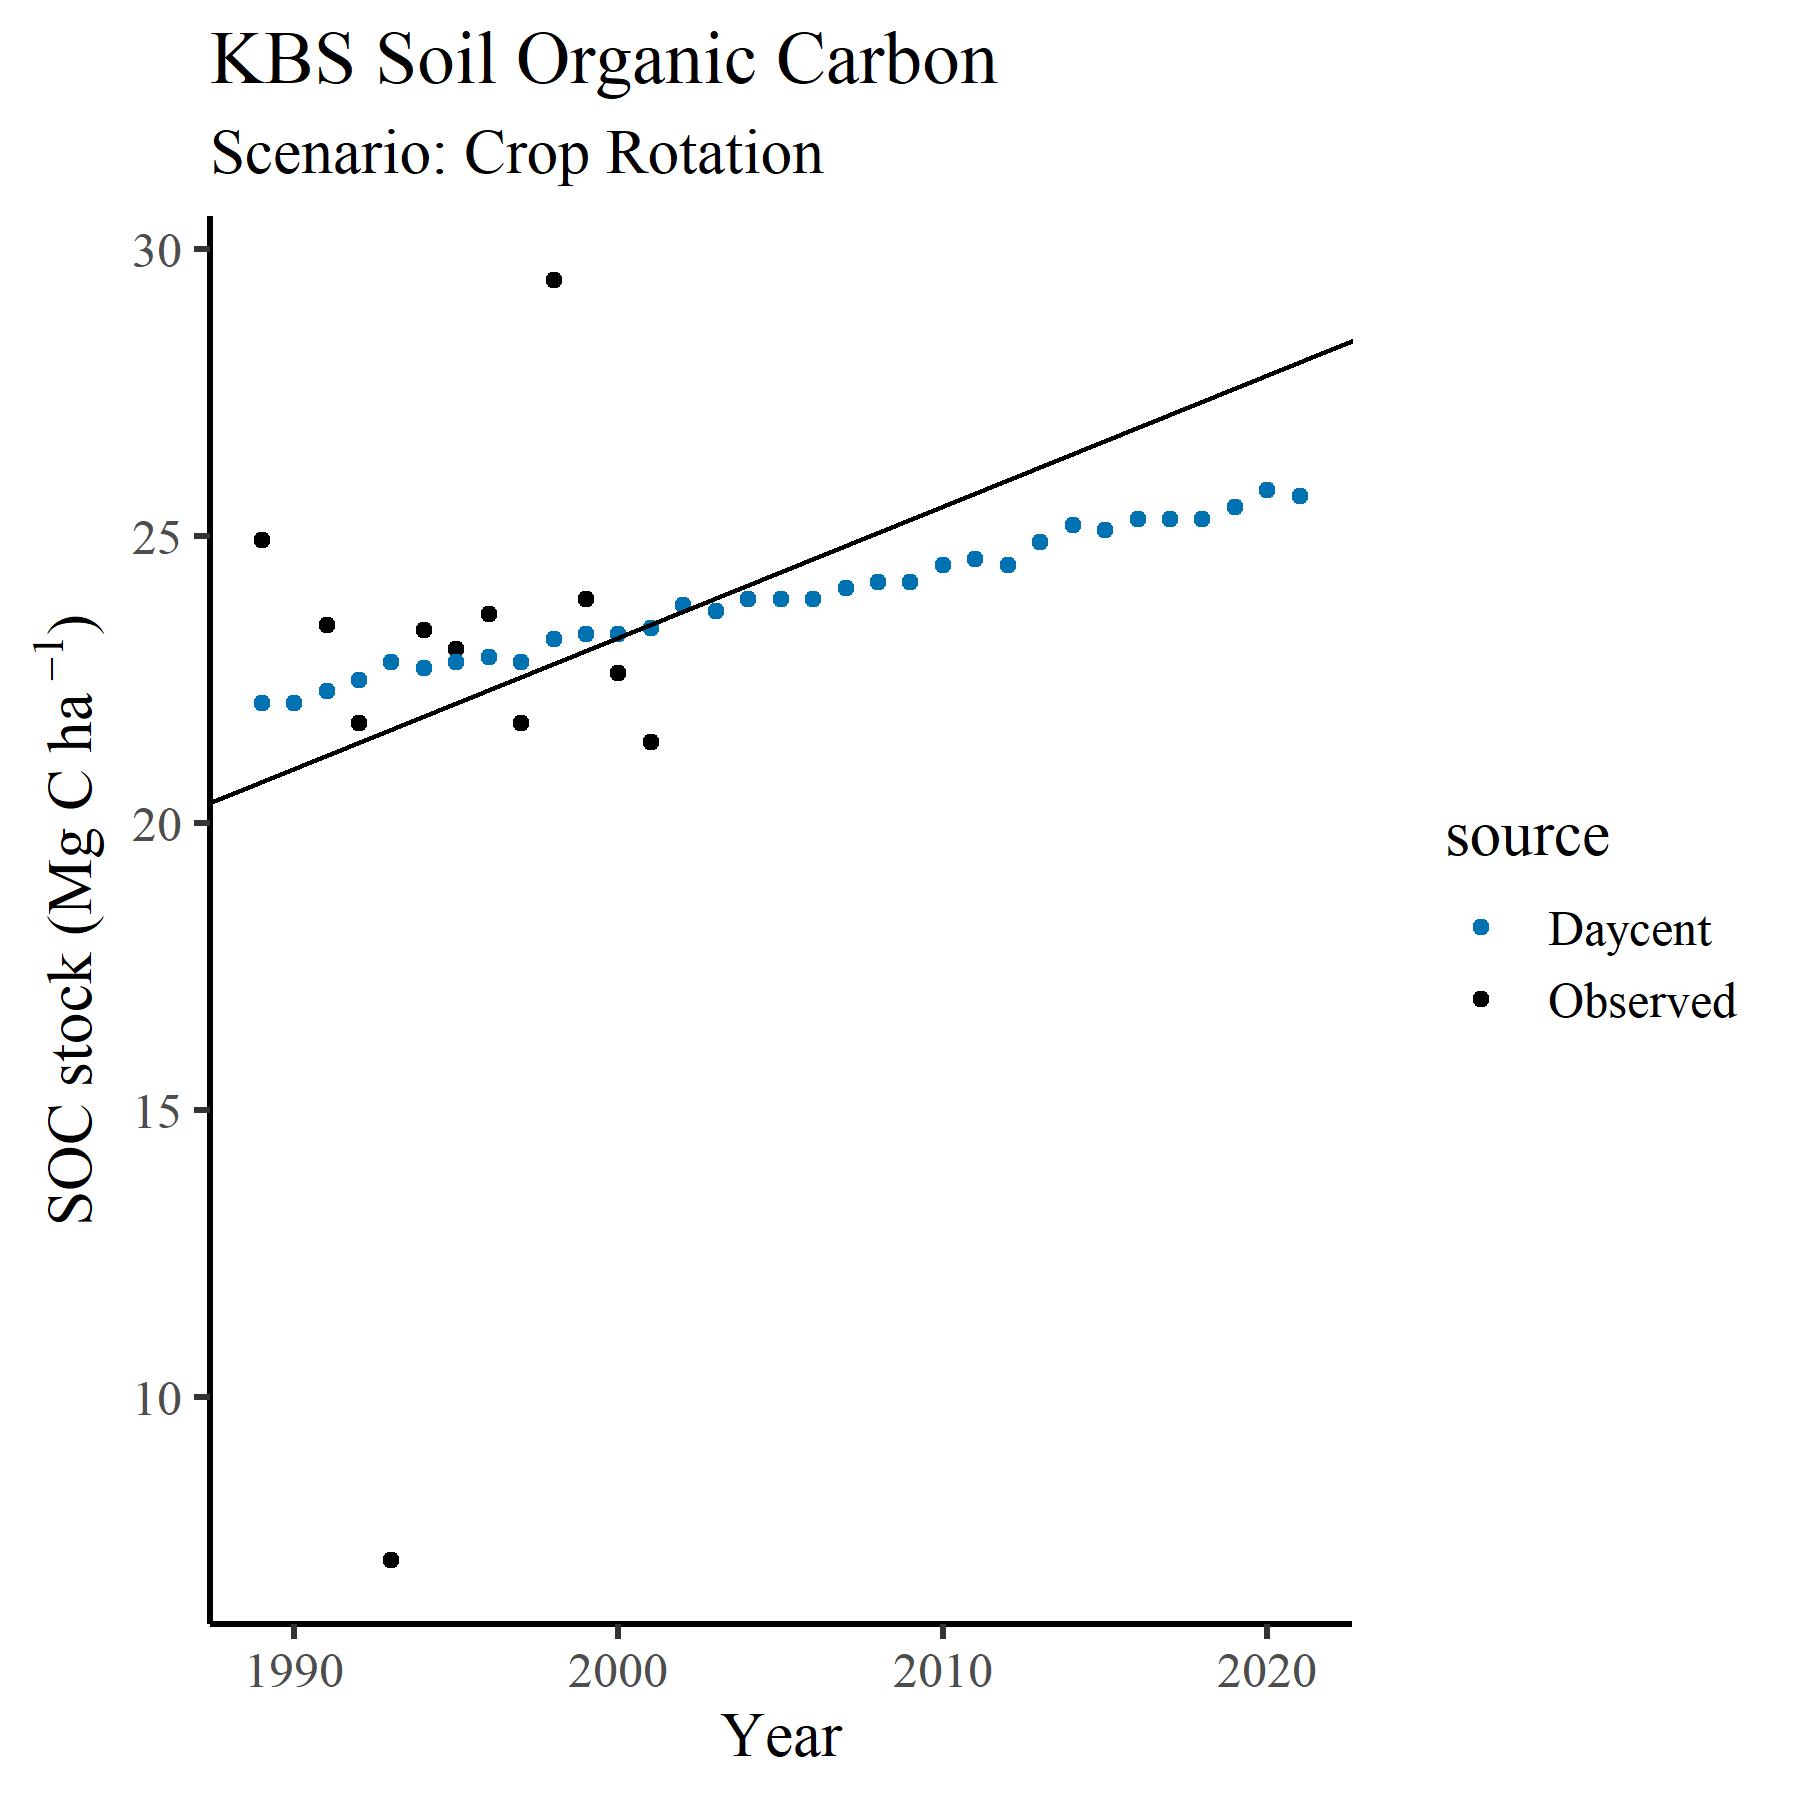 KBS Soil Organic Carbon
Scenario: Crop Rotation
SOC stock (Mg C ha⁻¹)
30
25
20
15
10
1990 2000 2010 2020
Year
source
Daycent
Observed